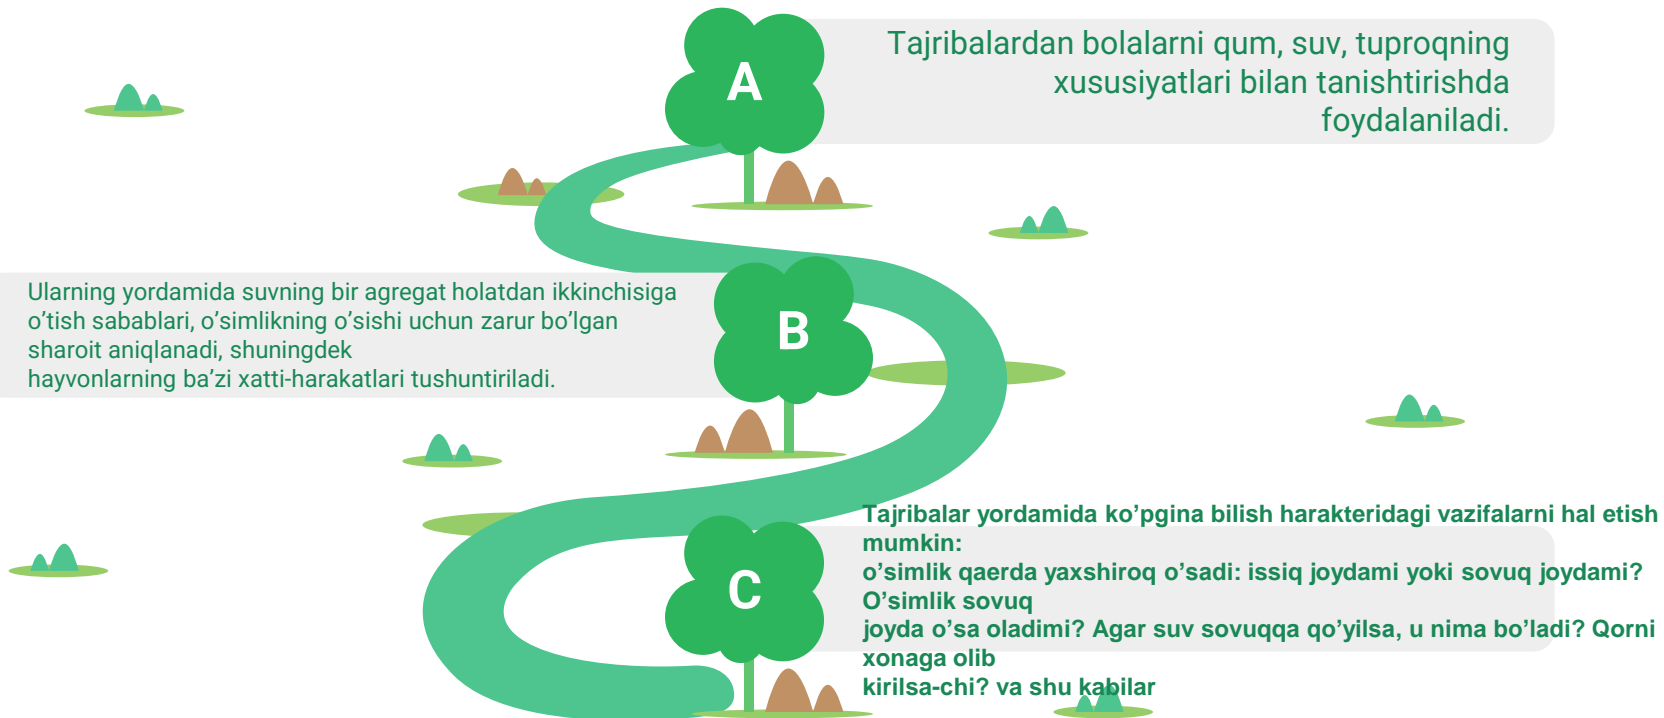 A
Tajribalardan bolalarni qum, suv, tuproqning
xususiyatlari bilan tanishtirishda
foydalaniladi.
Ularning yordamida suvning bir agregat holatdan ikkinchisiga
o’tish sabablari, o’simlikning o’sishi uchun zarur bo’lgan
sharoit aniqlanadi, shuningdek
hayvonlarning ba’zi xatti-harakatlari tushuntiriladi.
B
C
Tajribalar yordamida ko’pgina bilish harakteridagi vazifalarni hal etish
mumkin:
o’simlik qaerda yaxshiroq o’sadi: issiq joydami yoki sovuq joydami?
O’simlik sovuq
joyda o’sa oladimi? Agar suv sovuqqa qo’yilsa, u nima bo’ladi? Qorni
xonaga olib
kirilsa-chi? va shu kabilar